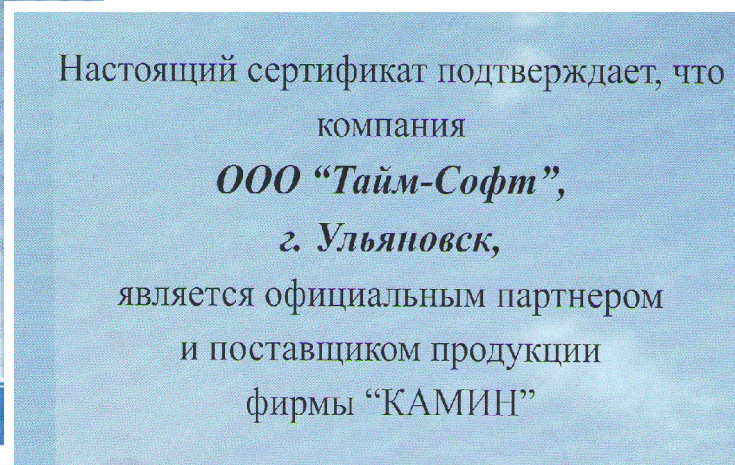 Настоящий сертификат подтверждает, что
компания
ООО “Тайм-Софт”,
г. Ульяновск,
является официальным партнером
и поставщиком продукции
фирмы “КАМИН”